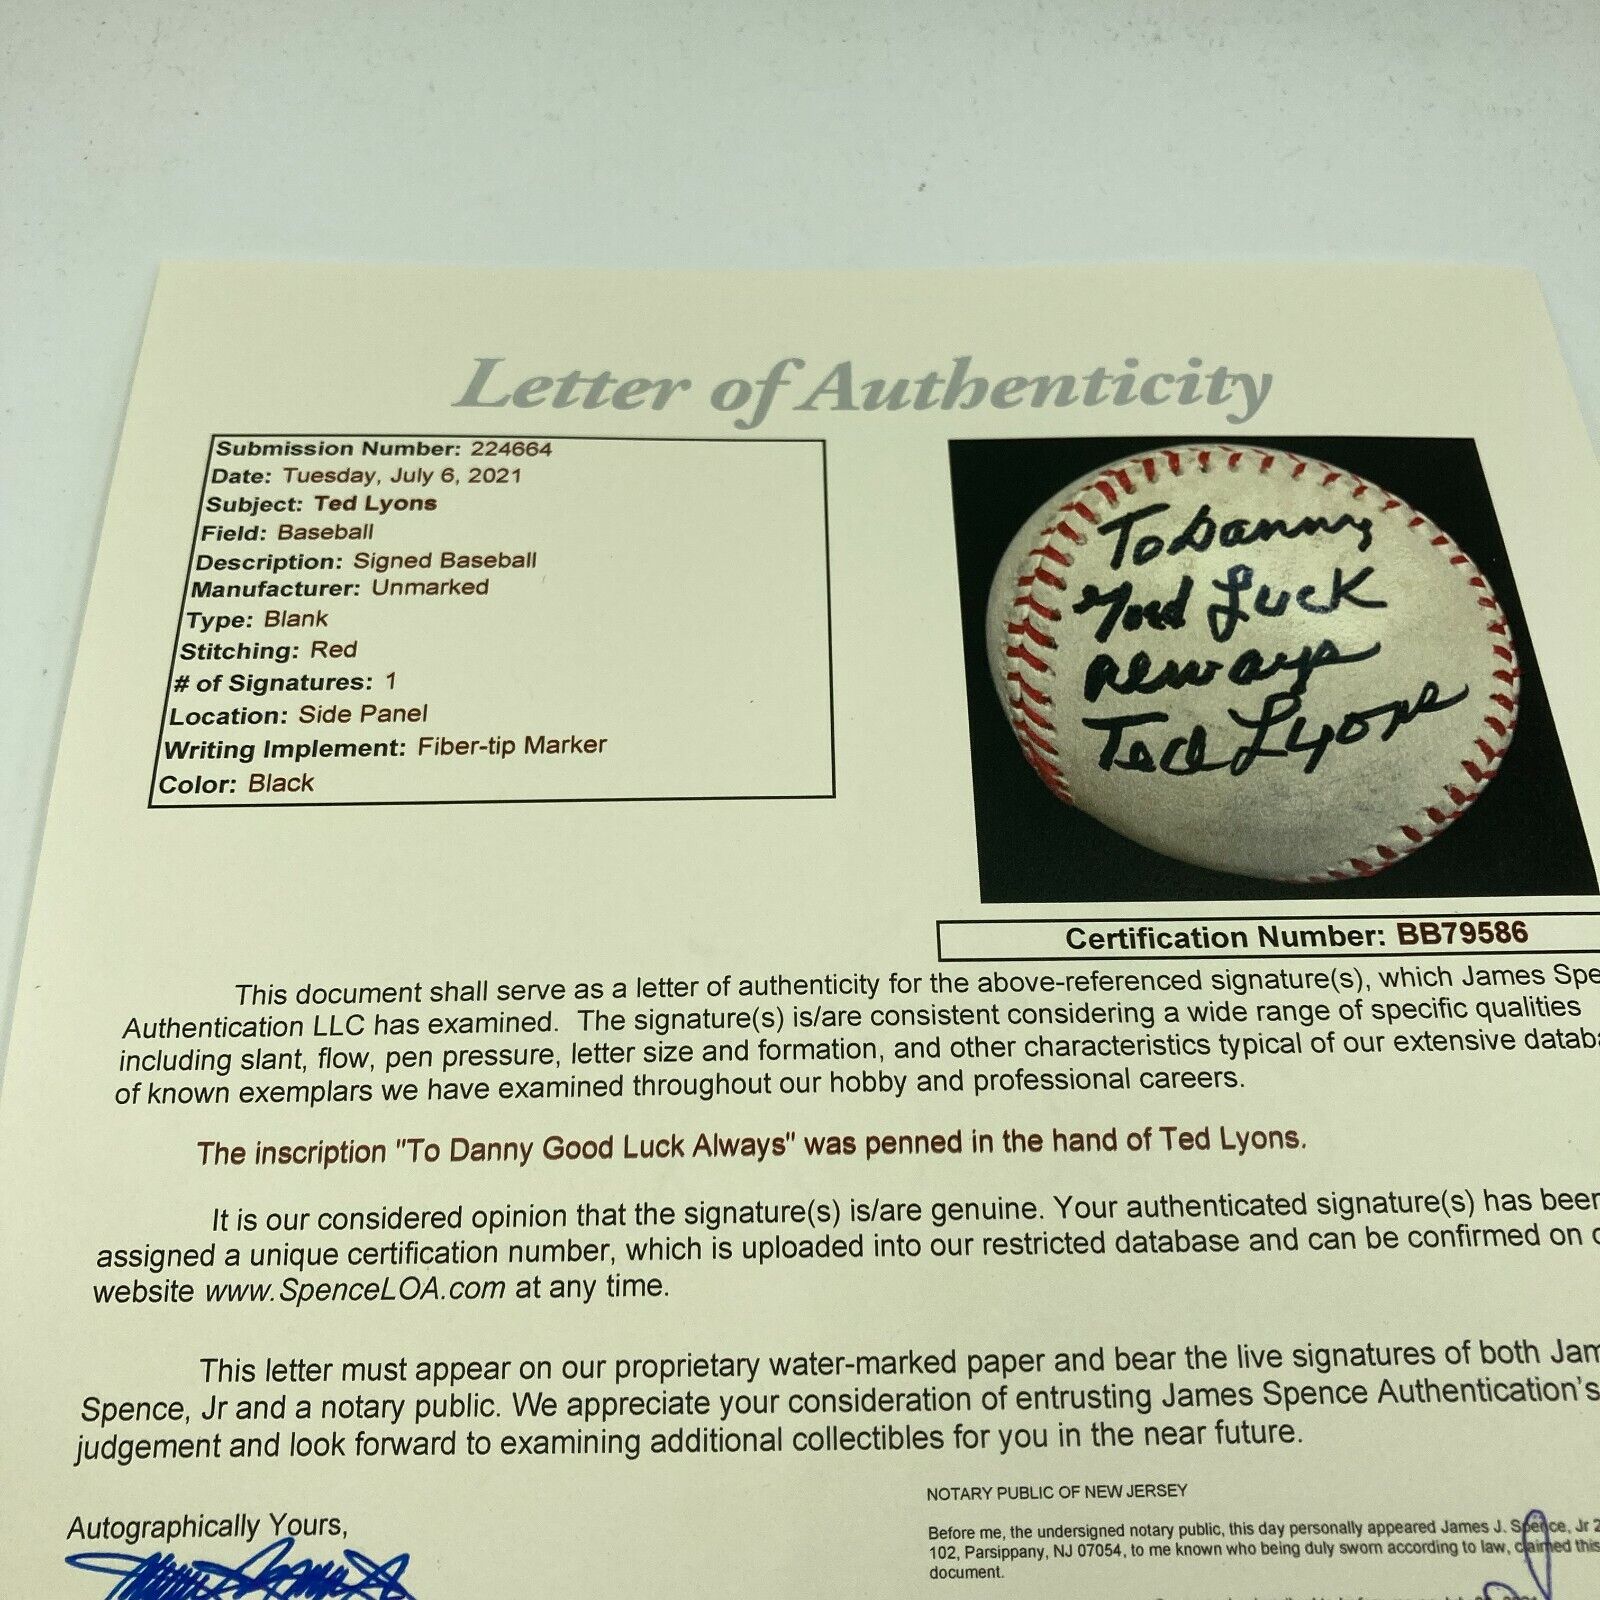 Letter of Authenticity
Submission Number: 224664
Date: Tuesday, July 6, 2021
Subject: Ted Lyons
Field: Baseball
Description: Signed Baseball
Manufacturer: Unmarked
Type: Blank
Stitching: Red
# of Signatures: 1
Location: Side Panel
Writing Implement: Fiber-tip Marker
Color: Black
To Danny
Good Luck
Always
Ted Lyons
Certification Number: BB79586
This document shall serve as a letter of authenticity for the above-referenced signature(s), which James Spe
Authentication LLC has examined. The signature(s) is/are consistent considering a wide range of specific qualities
including slant, flow, pen pressure, letter size and formation, and other characteristics typical of our extensive databa
of known exemplars we have examined throughout our hobby and professional careers.
The inscription "To Danny Good Luck Always" was penned in the hand of Ted Lyons.
It is our considered opinion that the signature(s) is/are genuine. Your authenticated signature(s) has been
assigned a unique certification number, which is uploaded into our restricted database and can be confirmed on
website www.SpenceLOA.com at any time.
This letter must appear on our proprietary water-marked paper and bear the live signatures of both Jam
Spence, Jr and a notary public. We appreciate your consideration of entrusting James Spence Authentication's
judgement and look forward to examining additional collectibles for you in the near future.
Autographically Yours,
NOTARY PUBLIC OF NEW JERSEY
Before me, the undersigned notary public, this day personally appeared James J. Spence, Jr 2
102, Parsippany, NJ 07054, to me known who being duly sworn according to law, claimed this
document.